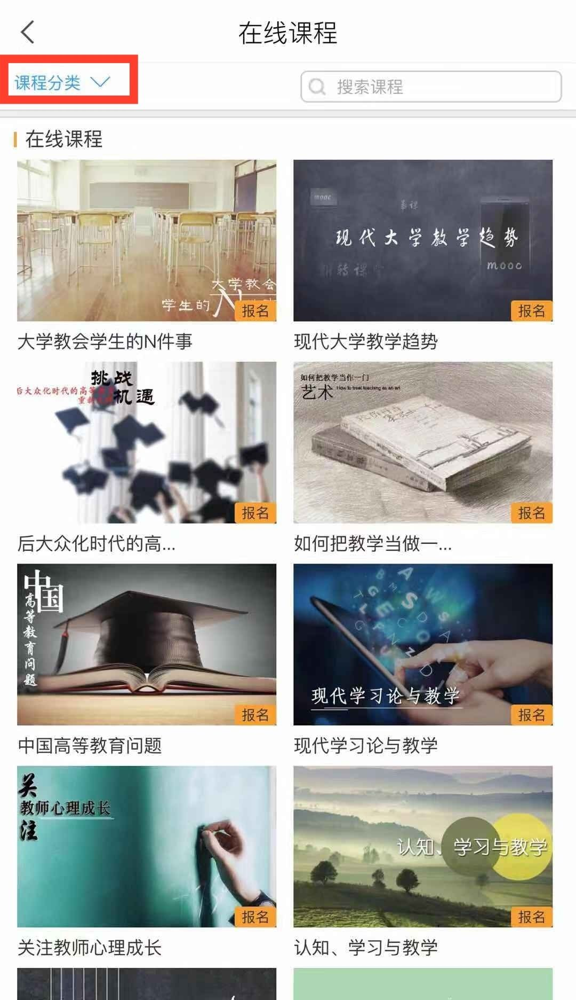 在线课程
课程分类
搜索课程
在线课程
大学教会
学生的N
报名
大学教会学生的N件事
mooc
慕课
现代大学教学趋势
mooc
报名
现代大学教学趋势
挑战
后大众化时代的高等
机遇
报名
后大众化时代的高...
如何把教学当作一门
艺术 How to treat teaching as an art
报名
如何把教学当做一...
中国
高等教育问题
报名
中国高等教育问题
现代学习论与教学
报名
现代学习论与教学
关
教师心理成长
注
报名
关注教师心理成长
认知、学习与教学
报名
认知、学习与教学